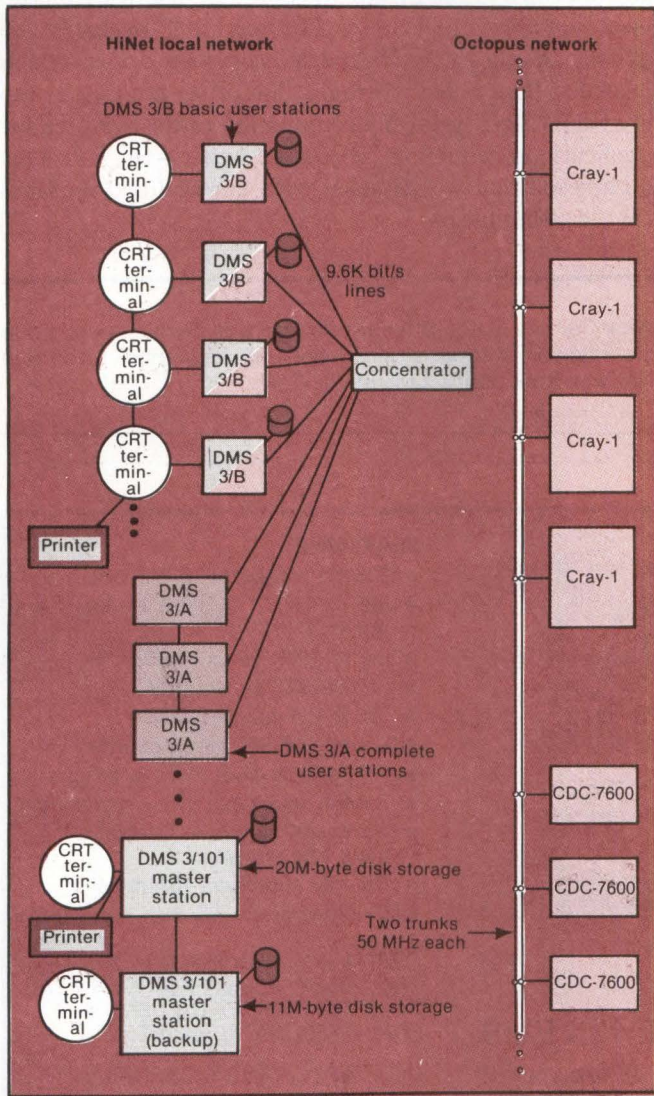 HiNet local network
Octopus network
DMS 3/B basic user stations
CRT
ter-
min-
al
DMS
3/B
Cray-1
CRT
ter-
min-
al
DMS
3/B
9.6K bit/s
lines
Cray-1
CRT
ter-
min-
al
DMS
3/B
Concentrator
CRT
ter-
min-
al
DMS
3/B
Cray-1
Printer
Cray-1
DMS
3/A
DMS
3/A
DMS
3/A
DMS 3/A complete
user stations
CDC-7600
CRT
ter-
min-
al
DMS 3/101
master
station
20M-byte disk storage
CDC-7600
Printer
Two trunks
50 MHz each
CRT
ter-
min-
al
DMS 3/101
master
station
(backup)
11M-byte disk storage
CDC-7600